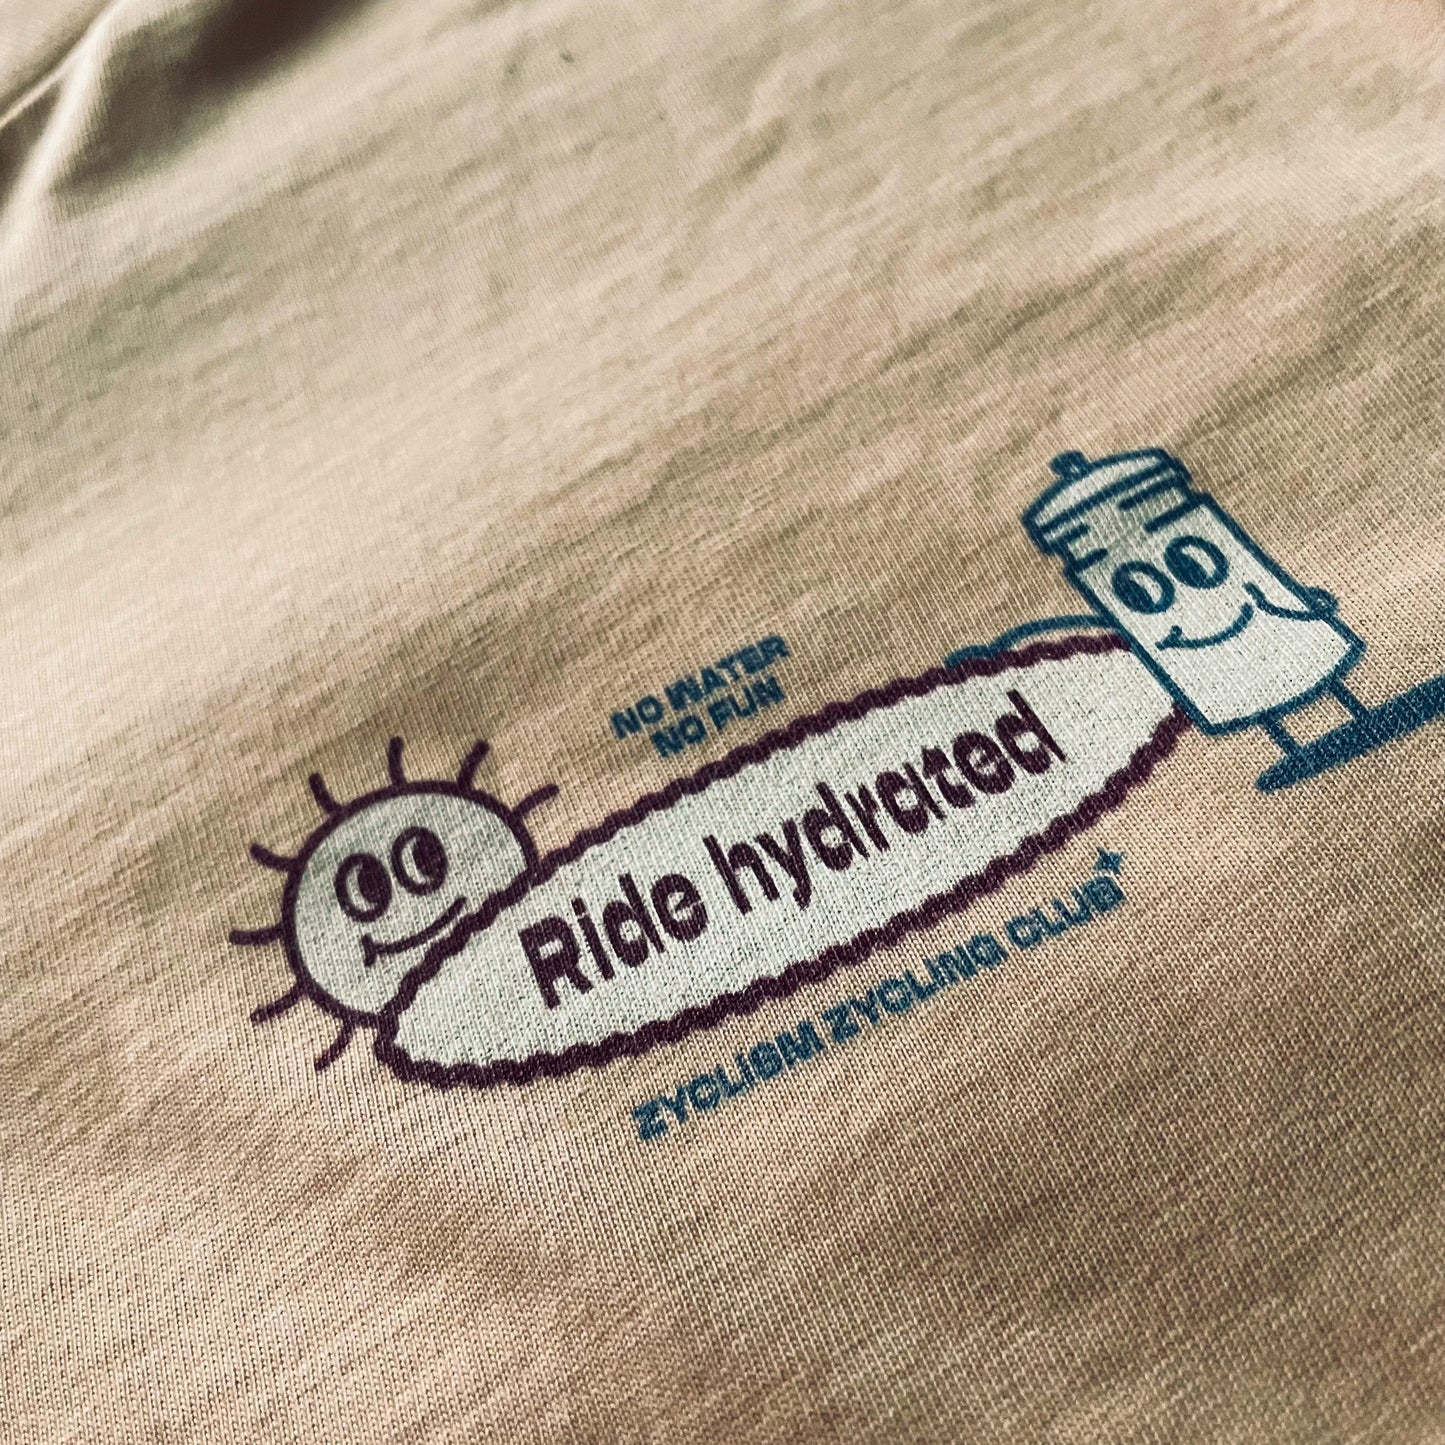 NO WATER
NO FUN
Ride hydrated
ZYCLISM ZYCLING CLUB